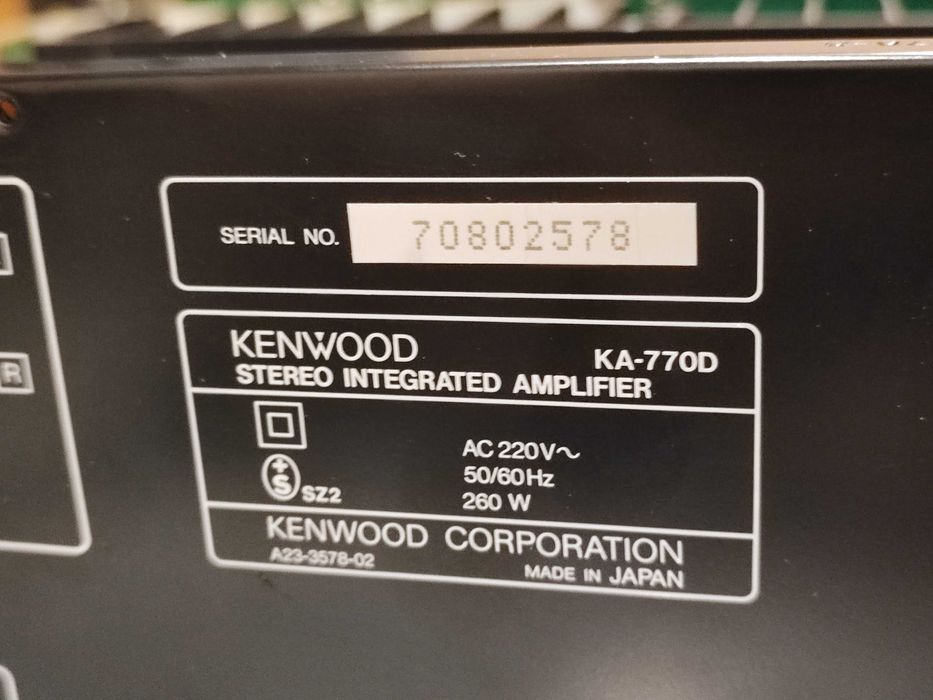 SERIAL NO. 70802578
KENWOOD KA-770D
STEREO INTEGRATED AMPLIFIER
AC 220V~
50/60Hz
S SZ2 260 W
KENWOOD CORPORATION
A23-3578-02 MADE IN JAPAN
R